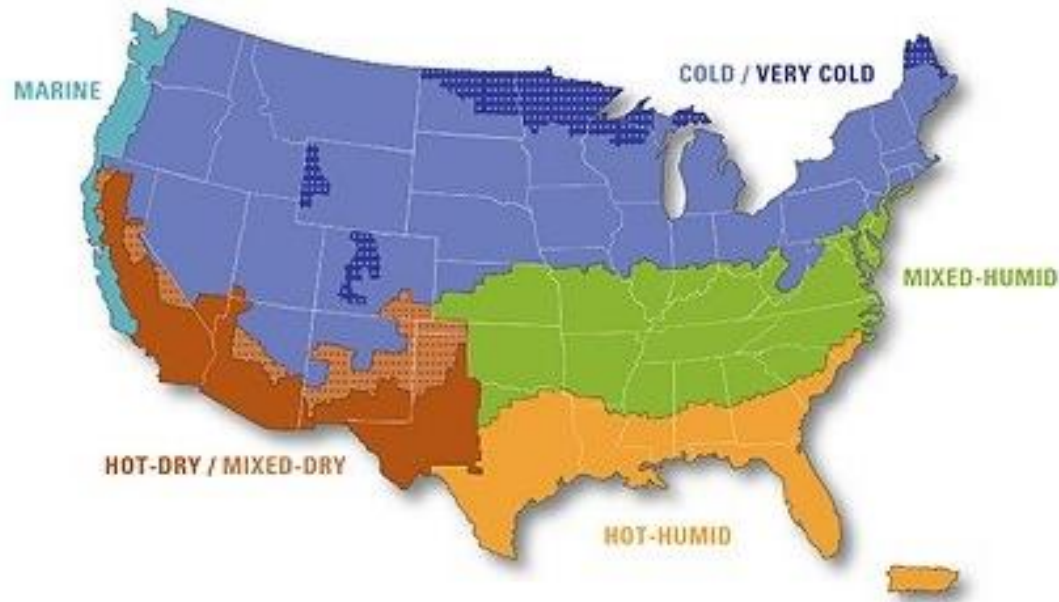 COLD / VERY COLD
MARINE
MIXED-HUMID
HOT-DRY / MIXED-DRY
HOT-HUMID